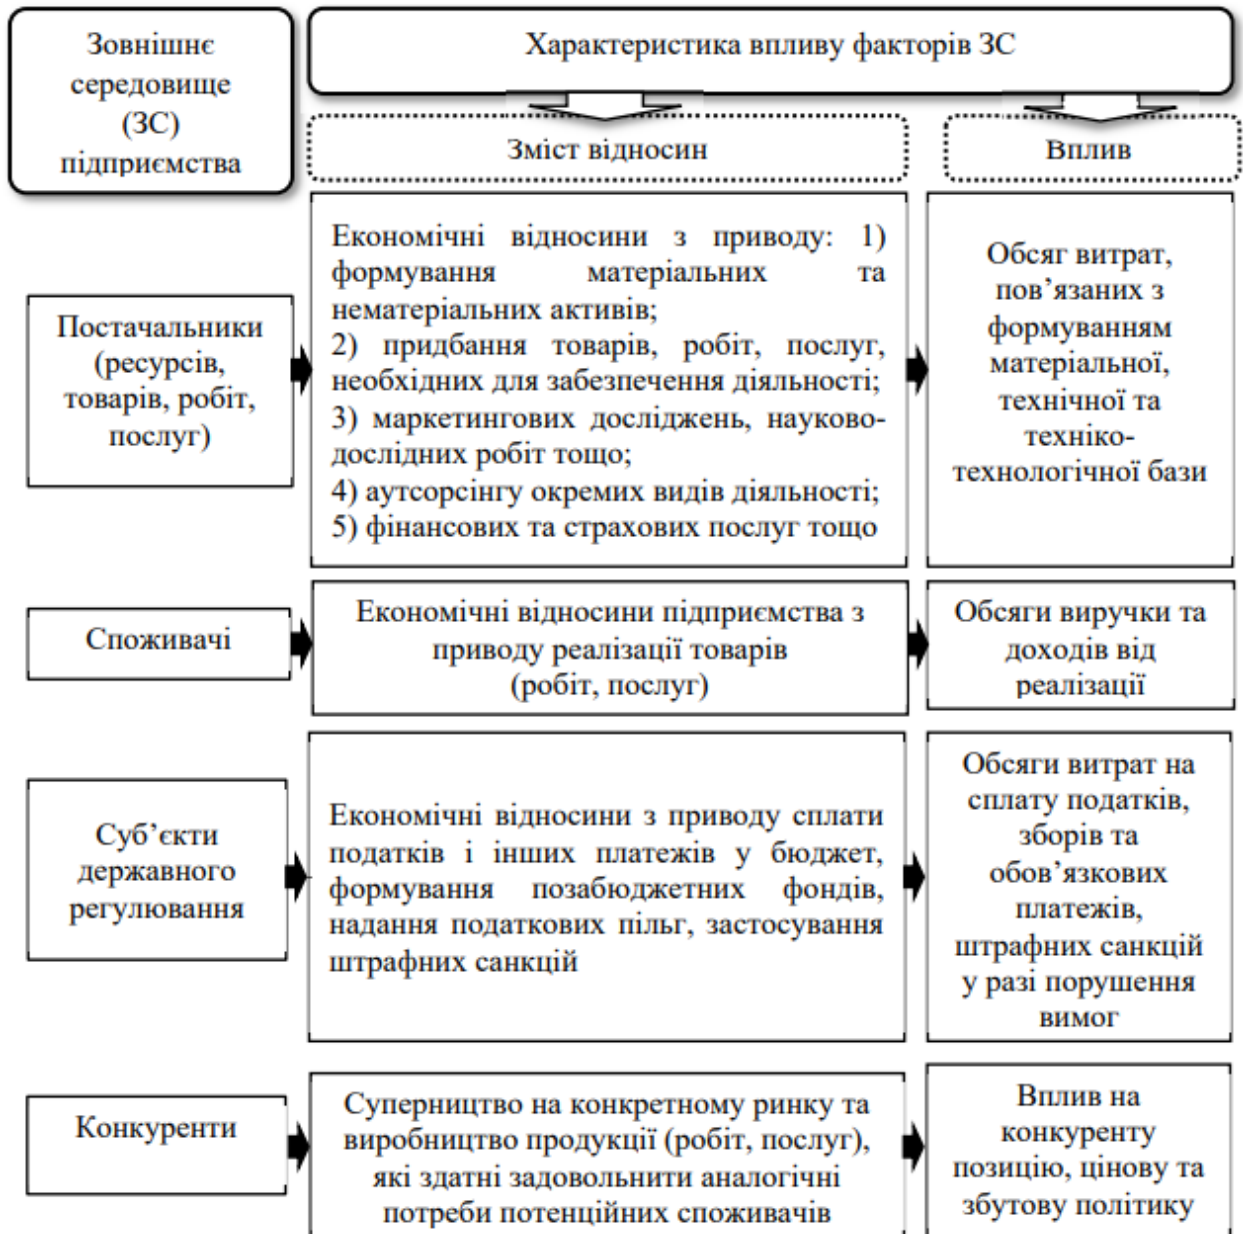 Зовнішнє
середовище
(ЗС)
підприємства
Характеристика впливу факторів ЗС
Зміст відносин
Вплив
Постачальники
(ресурсів,
товарів, робіт,
послуг)
Економічні відносини з приводу: 1)
формування матеріальних та
нематеріальних активів;
2) придбання товарів, робіт, послуг,
необхідних для забезпечення діяльності;
3) маркетингових досліджень, науково-
дослідних робіт тощо;
4) аутсорсінгу окремих видів діяльності;
5) фінансових та страхових послуг тощо
Обсяг витрат,
пов’язаних з
формуванням
матеріальної,
технічної та
техніко-
технологічної бази
Споживачі
Економічні відносини підприємства з
приводу реалізації товарів
(робіт, послуг)
Обсяги виручки та
доходів від
реалізації
Суб’єкти
державного
регулювання
Економічні відносини з приводу сплати
податків і інших платежів у бюджет,
формування позабюджетних фондів,
надання податкових пільг, застосування
штрафних санкцій
Обсяги витрат на
сплату податків,
зборів та
обов’язкових
платежів,
штрафних санкцій
у разі порушення
вимог
Конкуренти
Суперництво на конкретному ринку та
виробництво продукції (робіт, послуг),
які здатні задовольнити аналогічні
потреби потенційних споживачів
Вплив на
конкуренту
позицію, цінову та
збутову політику